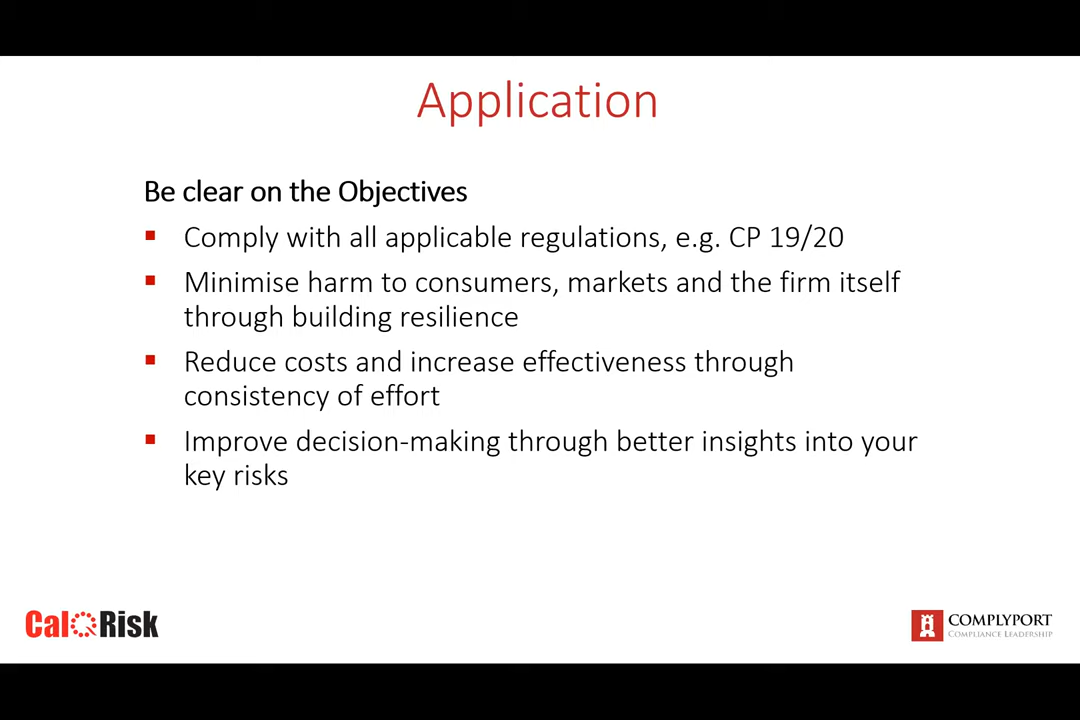 Application
Be clear on the Objectives
Comply with all applicable regulations, e.g. CP 19/20
Minimise harm to consumers, markets and the firm itself
through building resilience
Reduce costs and increase effectiveness through
consistency of effort
Improve decision-making through better insights into your
key risks
CalQRisk
COMPLYPORT
COMPLIANCE LEADERSHIP